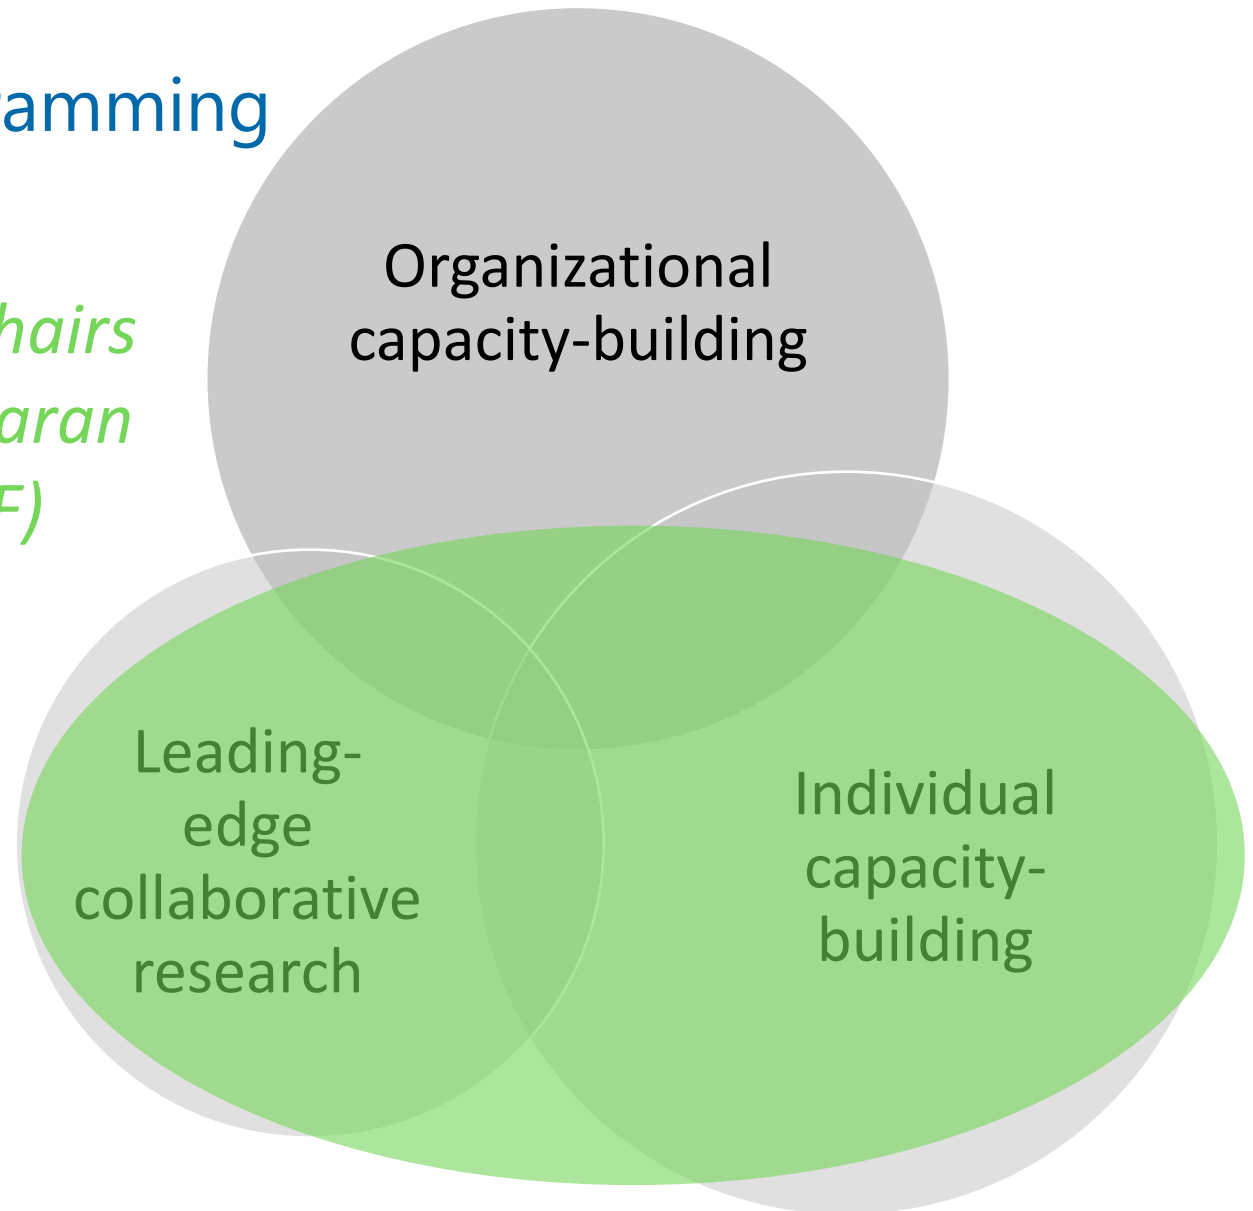 amming
Organizational
capacity-building
hairs
aran
F)
Leading-
edge
collaborative
research
Individual
capacity-
building